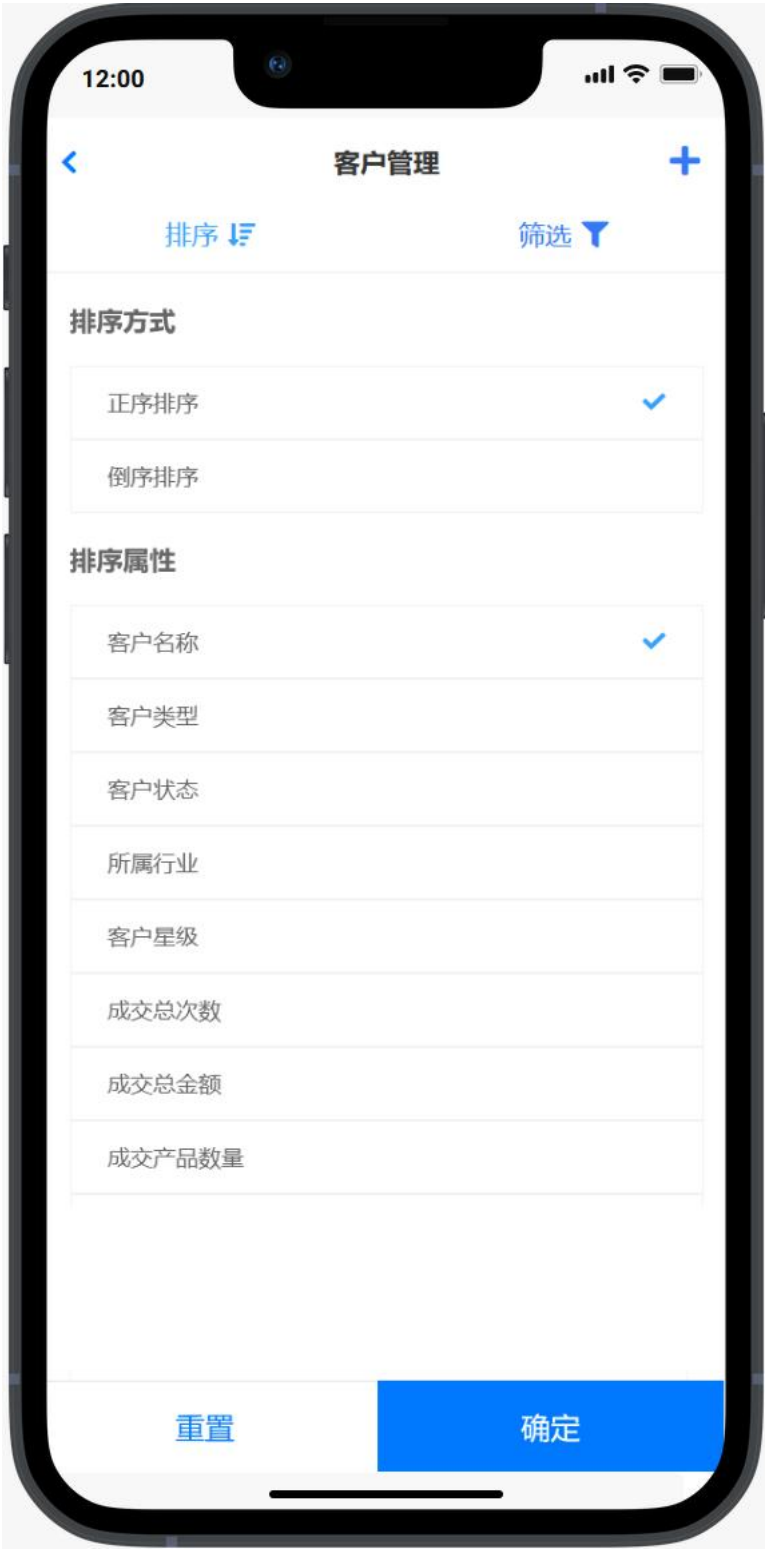 12:00
客户管理
排序
筛选
排序方式
正序排序
倒序排序
排序属性
客户名称
客户类型
客户状态
所属行业
客户星级
成交总次数
成交总金额
成交产品数量
重置
确定